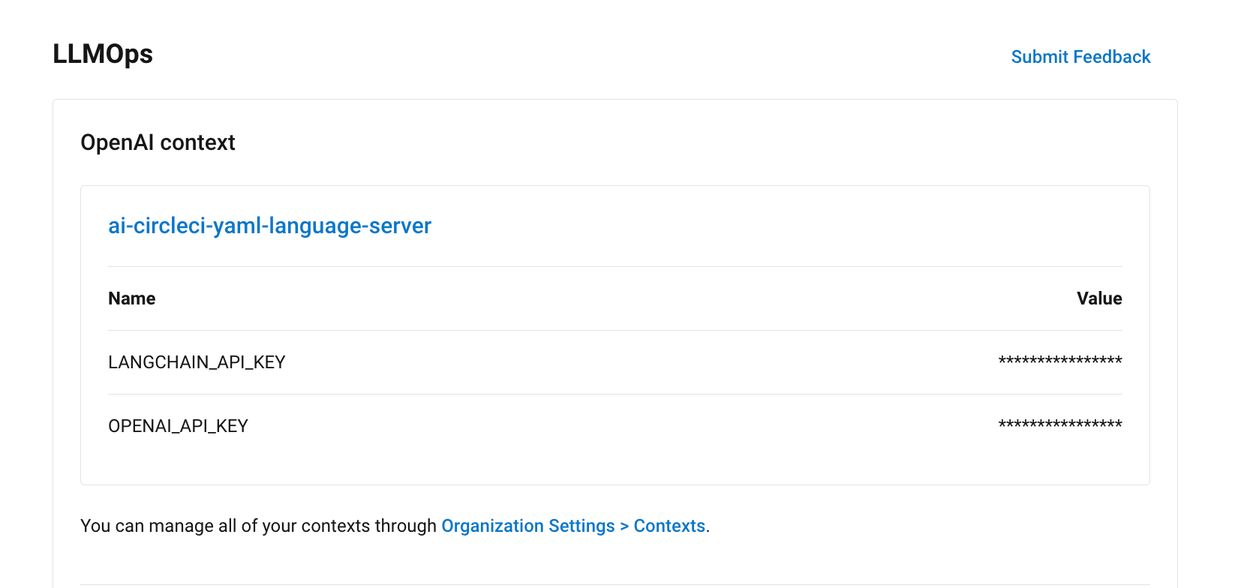 LLMOps
Submit Feedback
OpenAI context
ai-circleci-yaml-language-server
Name Value
LANGCHAIN_API_KEY ****************
OPENAI_API_KEY ****************
You can manage all of your contexts through Organization Settings > Contexts.